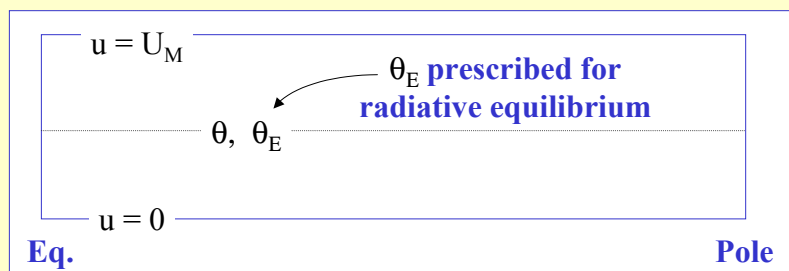 u = U_M
θ_E prescribed for
radiative equilibrium
θ, θ_E
u = 0
Eq. Pole